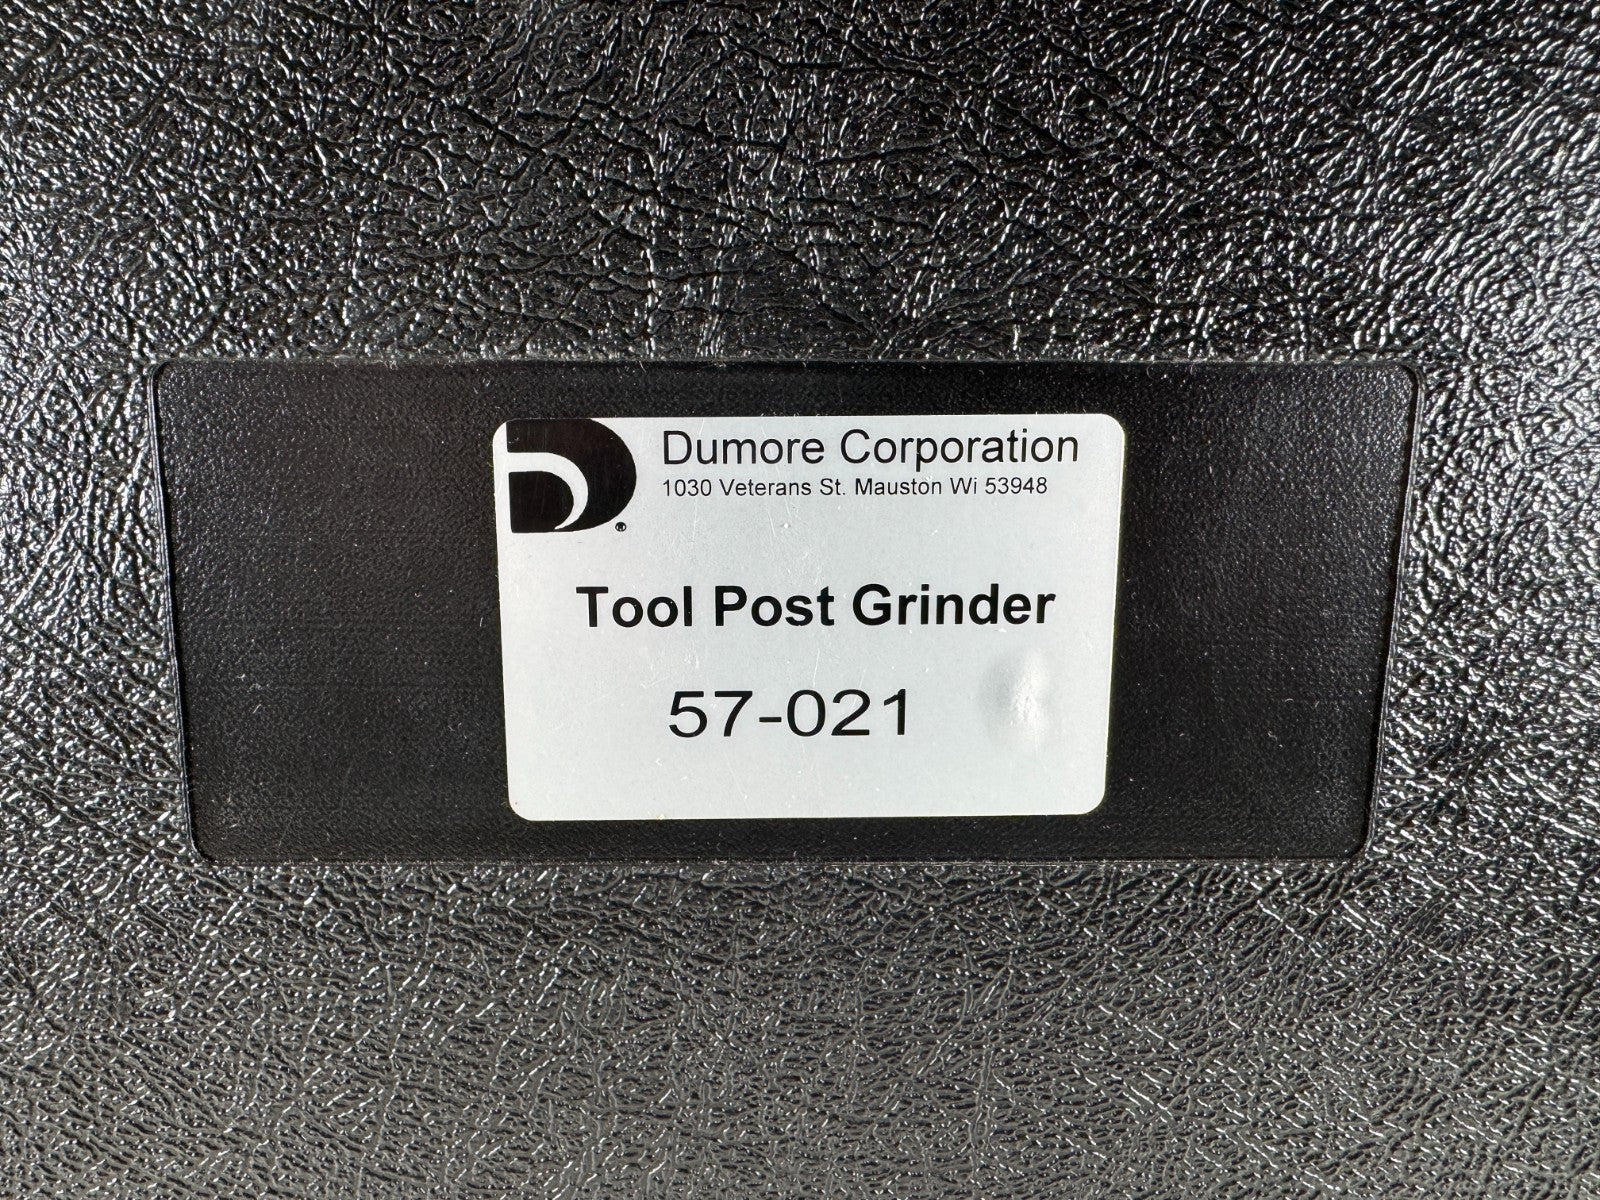 Dumore Corporation
1030 Veterans St. Mauston Wi 53948
®
Tool Post Grinder
57-021